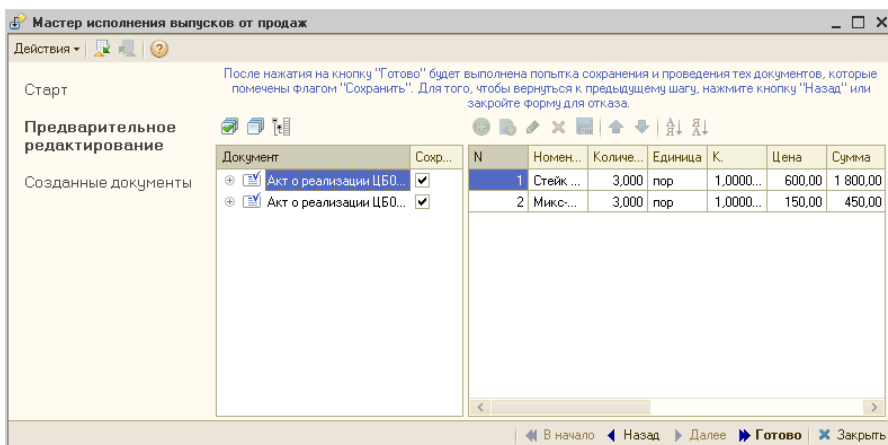 Мастер исполнения выпусков от продаж
Действия
После нажатия на кнопку "Готово" будет выполнена попытка сохранения и проведения тех документов, которые
помечены флагом "Сохранить". Для того, чтобы вернуться к предыдущему шагу, нажмите кнопку "Назад" или
закройте форму для отказа.
Старт
Предварительное
редактирование
Созданные документы
Документ Сохр...
Акт о реализации ЦБ0...
Акт о реализации ЦБ0...
N Номен... Количе... Единица К. Цена Сумма
1 Стейк ... 3,000 пор 1,0000... 600,00 1 800,00
2 Микс-... 3,000 пор 1,0000... 150,00 450,00
В начало Назад Далее Готово Закрыть